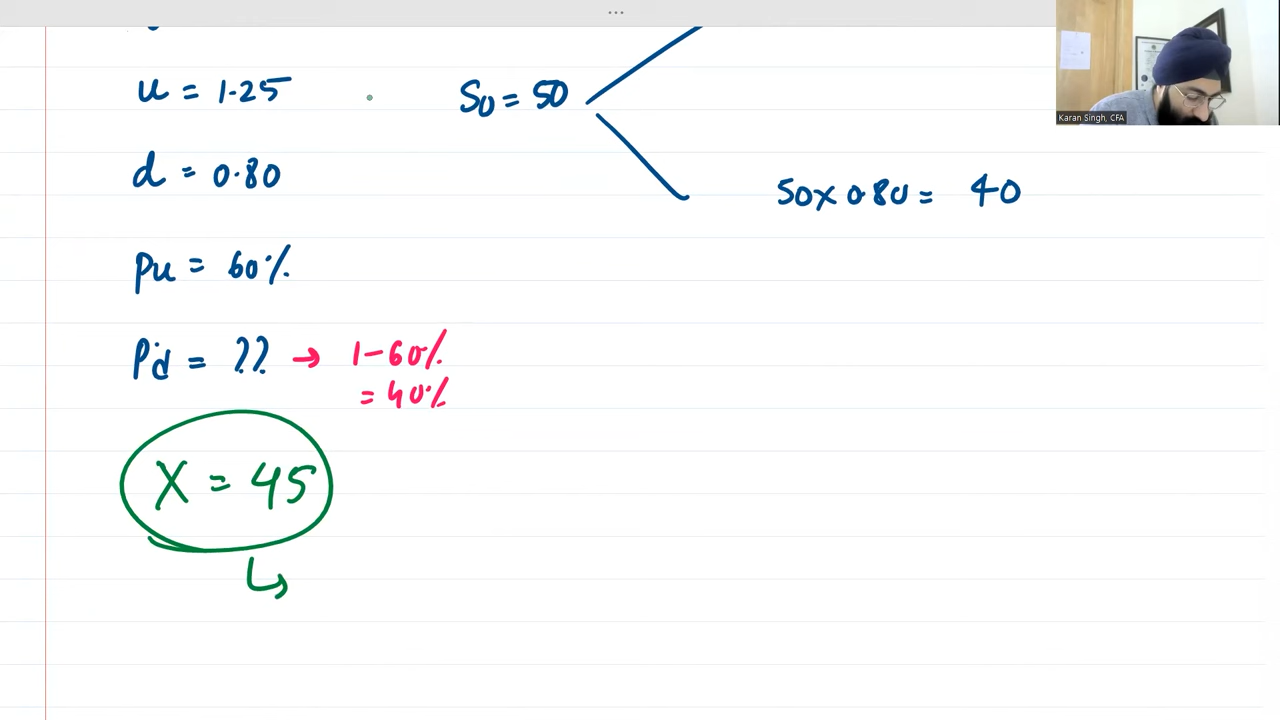 u = 1.25
S0 = 50
Karan Singh, CFA
d = 0.80
50 x 0.80 = 40
Pu = 60%
Pd = ?? → 1-60%
= 40%
X = 45